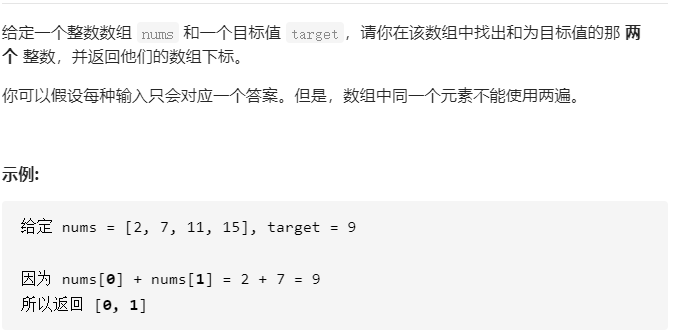 给定一个整数数组 nums 和一个目标值 target，请你在该数组中找出和为目标值的那 两
个 整数，并返回他们的数组下标。
你可以假设每种输入只会对应一个答案。但是，数组中同一个元素不能使用两遍。
示例:
给定 nums = [2, 7, 11, 15], target = 9
因为 nums[0] + nums[1] = 2 + 7 = 9
所以返回 [0, 1]